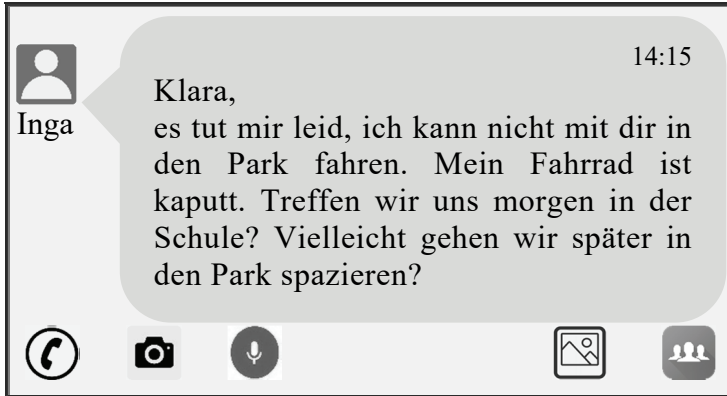 14:15
Klara,
Inga
es tut mir leid, ich kann nicht mit dir in
den Park fahren. Mein Fahrrad ist
kaputt. Treffen wir uns morgen in der
Schule? Vielleicht gehen wir später in
den Park spazieren?